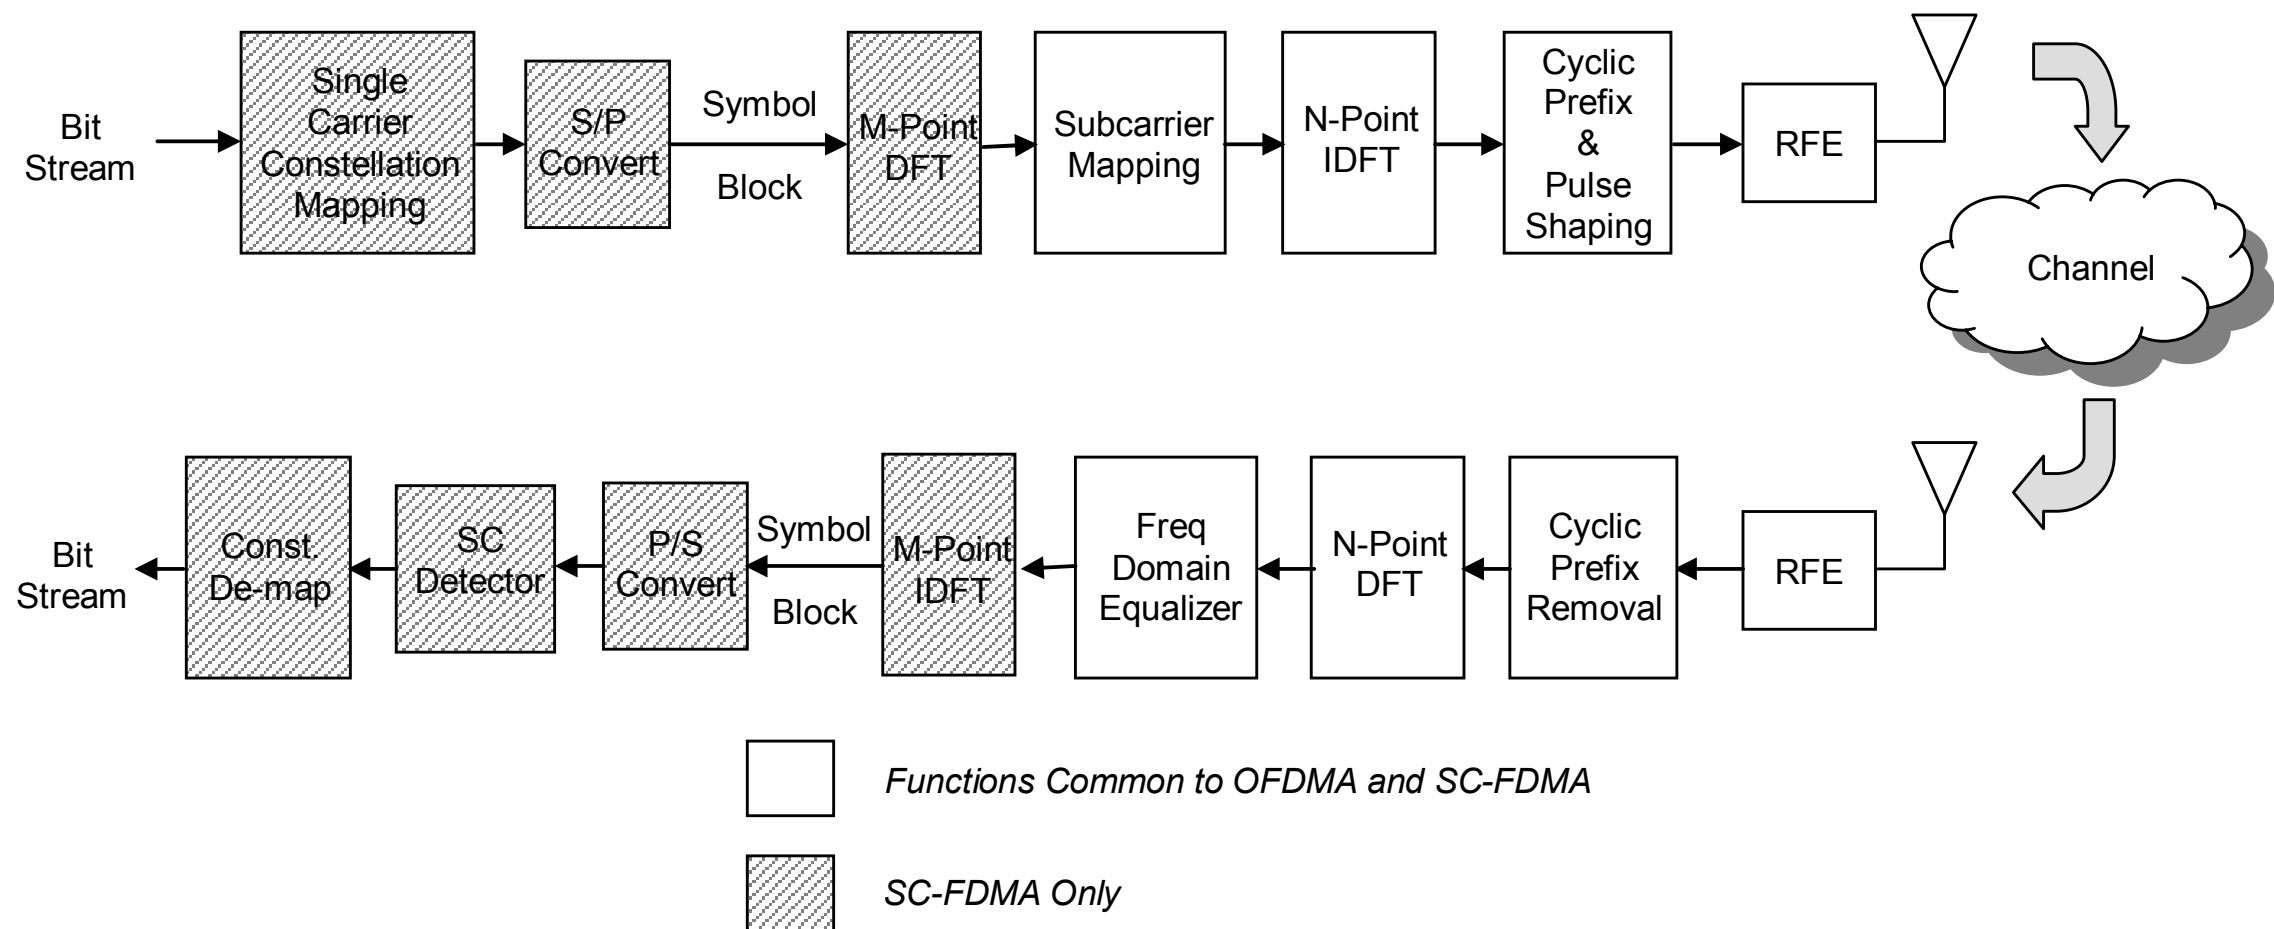 Bit
Stream
Single
Carrier
Constellation
Mapping
S/P
Convert
Symbol
Block
M-Point
DFT
Subcarrier
Mapping
N-Point
IDFT
Cyclic
Prefix
&
Pulse
Shaping
RFE
Channel
Bit
Stream
Const.
De-map
SC
Detector
P/S
Convert
Symbol
Block
M-Point
IDFT
Freq
Domain
Equalizer
N-Point
DFT
Cyclic
Prefix
Removal
RFE
Functions Common to OFDMA and SC-FDMA
SC-FDMA Only